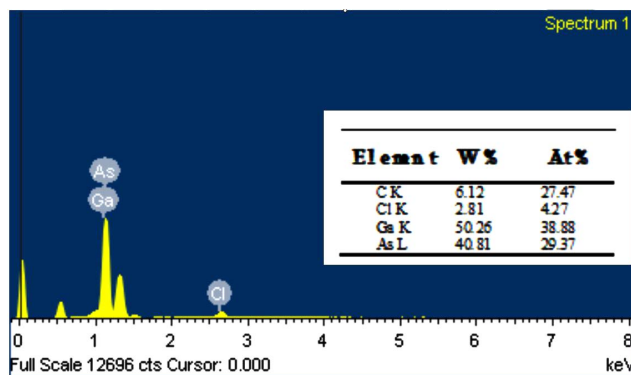 Spectrum 1
As
Ga
Cl
Elemnt W% At%
C K 6.12 27.47
Cl K 2.81 4.27
Ga K 50.26 38.88
As L 40.81 29.37
0 1 2 3 4 5 6 7 8
Full Scale 12696 cts Cursor: 0.000 keV